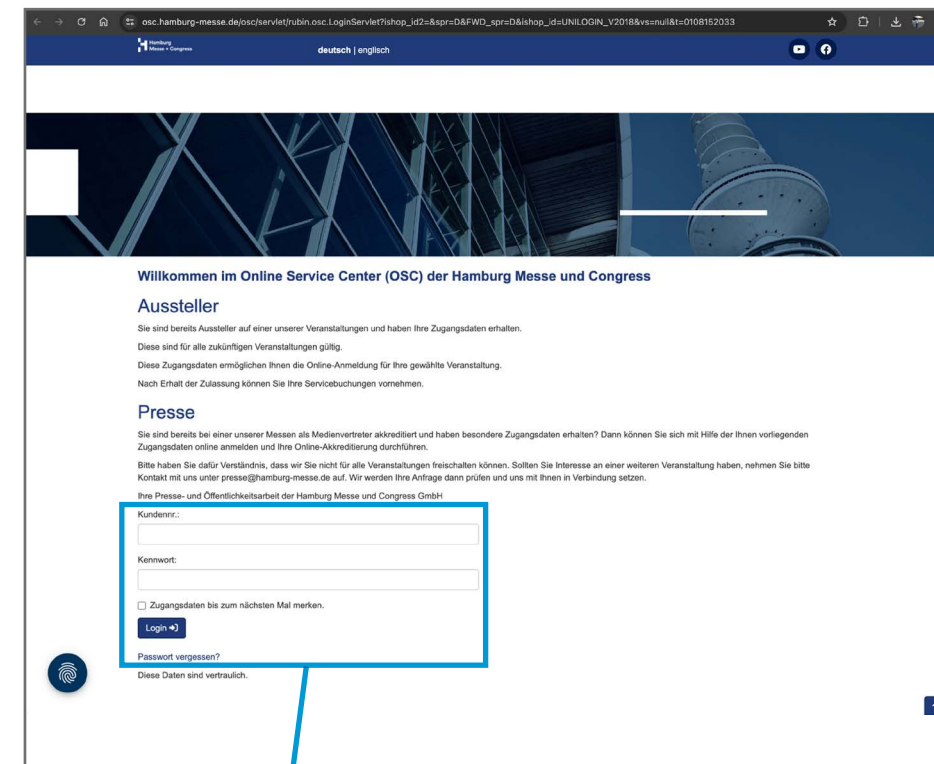 osc.hamburg-messe.de/osc/servlet/rubin.osc.LoginServlet?ishop_id2=&spr=D&FWD_spr=D&ishop_id=UNILOGIN_V2018&vs=null&t=0108152033
Hamburg
Messe + Congress
deutsch | englisch
Willkommen im Online Service Center (OSC) der Hamburg Messe und Congress
Aussteller
Sie sind bereits Aussteller auf einer unserer Veranstaltungen und haben Ihre Zugangsdaten erhalten.
Diese sind für alle zukünftigen Veranstaltungen gültig.
Diese Zugangsdaten ermöglichen Ihnen die Online-Anmeldung für Ihre gewählte Veranstaltung.
Nach Erhalt der Zulassung können Sie Ihre Servicebuchungen vornehmen.
Presse
Sie sind bereits bei einer unserer Messen als Medienvertreter akkreditiert und haben besondere Zugangsdaten erhalten? Dann können Sie sich mit Hilfe der Ihnen vorliegenden
Zugangsdaten online anmelden und Ihre Online-Akkreditierung durchführen.
Bitte haben Sie dafür Verständnis, dass wir Sie nicht für alle Veranstaltungen freischalten können. Sollten Sie Interesse an einer weiteren Veranstaltung haben, nehmen Sie bitte
Kontakt mit uns unter presse@hamburg-messe.de auf. Wir werden Ihre Anfrage dann prüfen und uns mit Ihnen in Verbindung setzen.
Ihre Presse- und Öffentlichkeitsarbeit der Hamburg Messe und Congress GmbH
Kundennr.:
Kennwort:
Zugangsdaten bis zum nächsten Mal merken.
Login
Passwort vergessen?
Diese Daten sind vertraulich.